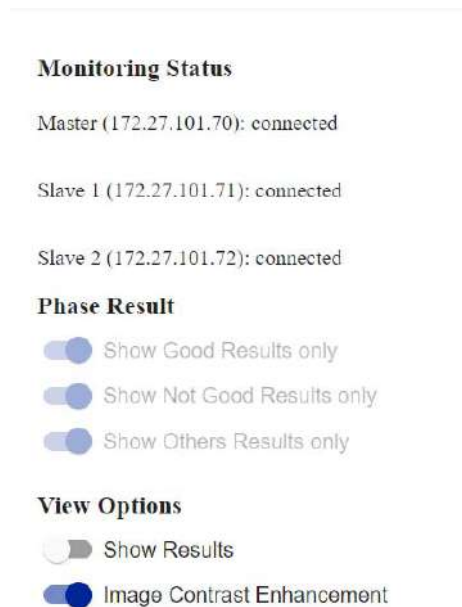 Monitoring Status
Master (172.27.101.70): connected
Slave 1 (172.27.101.71): connected
Slave 2 (172.27.101.72): connected
Phase Result
Show Good Results only
Show Not Good Results only
Show Others Results only
View Options
Show Results
Image Contrast Enhancement